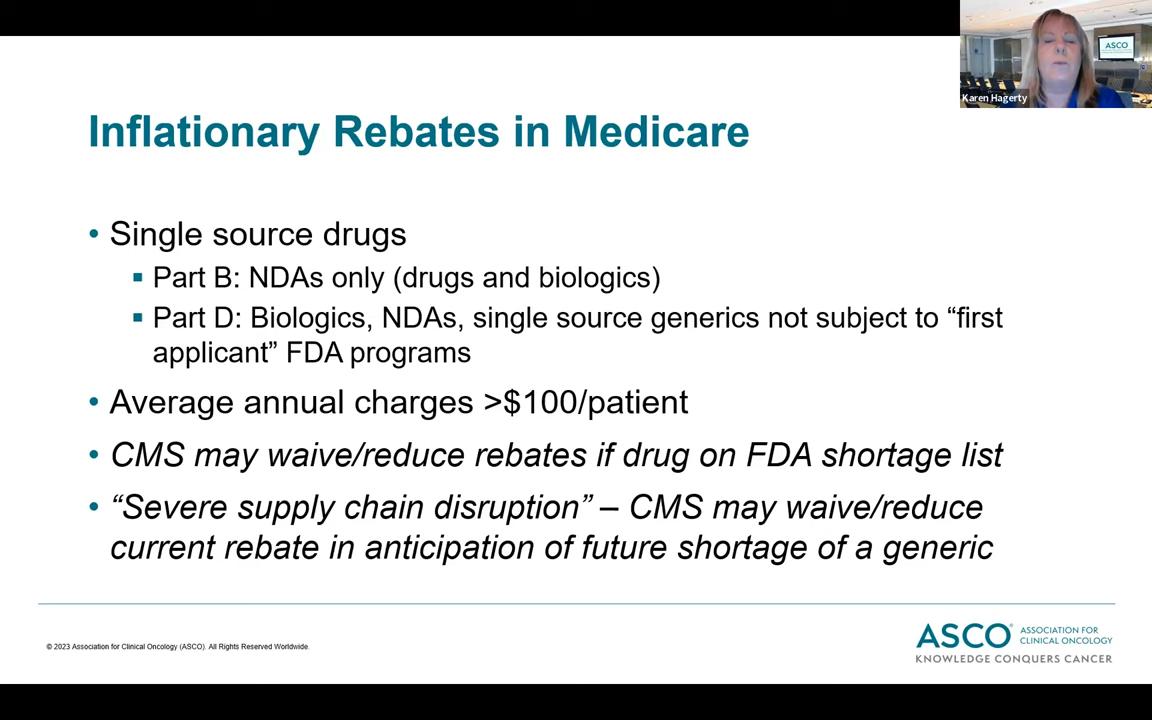 ASCO
Karen Hagerty
Inflationary Rebates in Medicare
• Single source drugs
▪ Part B: NDAs only (drugs and biologics)
▪ Part D: Biologics, NDAs, single source generics not subject to “first
applicant” FDA programs
• Average annual charges >$100/patient
• CMS may waive/reduce rebates if drug on FDA shortage list
• “Severe supply chain disruption” – CMS may waive/reduce
current rebate in anticipation of future shortage of a generic
© 2023 Association for Clinical Oncology (ASCO). All Rights Reserved Worldwide.
ASCO® ASSOCIATION FOR
CLINICAL ONCOLOGY
KNOWLEDGE CONQUERS CANCER